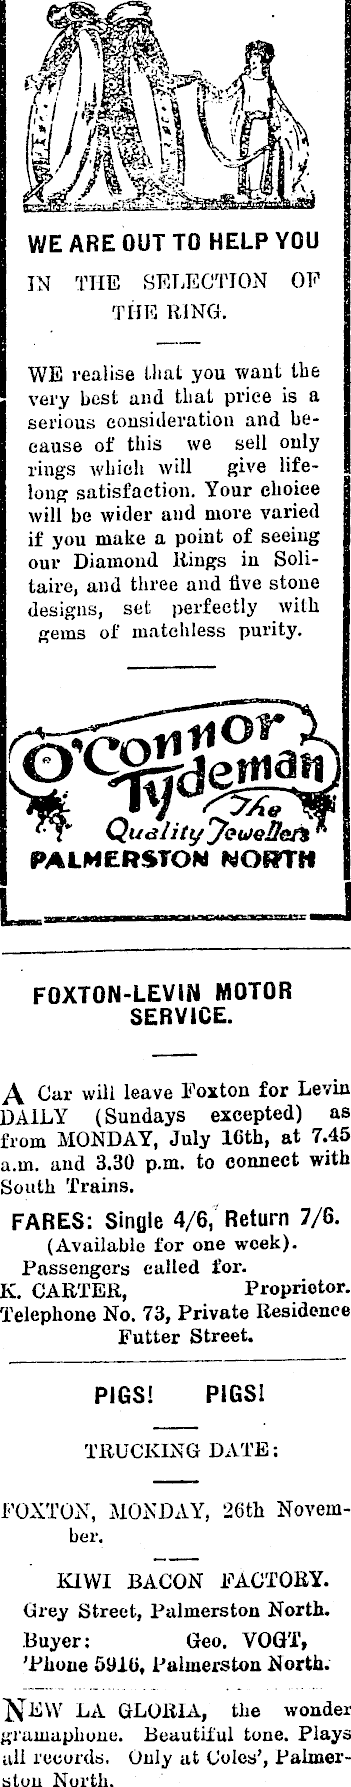 WE ARE OUT TO HELP YOU
IN THE SELECTION OF
THE RING.
WE realise that you want the
very best and that price is a
serious consideration and be-
cause of this we sell only
rings which will give life-
long satisfaction. Your choice
will be wider and more varied
if you make a point of seeing
our Diamond Rings in Soli-
taire, and three and five stone
designs, set perfectly with
gems of matchless purity.
O'Connor
Tydeman
The
Quality Jewellers
PALMERSTON NORTH
FOXTON-LEVIN MOTOR
SERVICE.
A Car will leave Foxton for Levin
DAILY (Sundays excepted) as
from MONDAY, July 16th, at 7.45
a.m. and 3.30 p.m. to connect with
South Trains.
FARES: Single 4/6, Return 7/6.
(Available for one week).
Passengers called for.
K. CARTER, Proprietor.
Telephone No. 73, Private Residence
Futter Street.
PIGS! PIGS!
TRUCKING DATE:
FOXTON, MONDAY, 26th Novem-
ber.
KIWI BACON FACTORY.
Grey Street, Palmerston North.
Buyer: Geo. VOGT,
'Phone 5916, Palmerston North.
NEW LA GLORIA, the wonder
gramaphone. Beautiful tone. Plays
all records. Only at Coles', Palmer-
ston North.